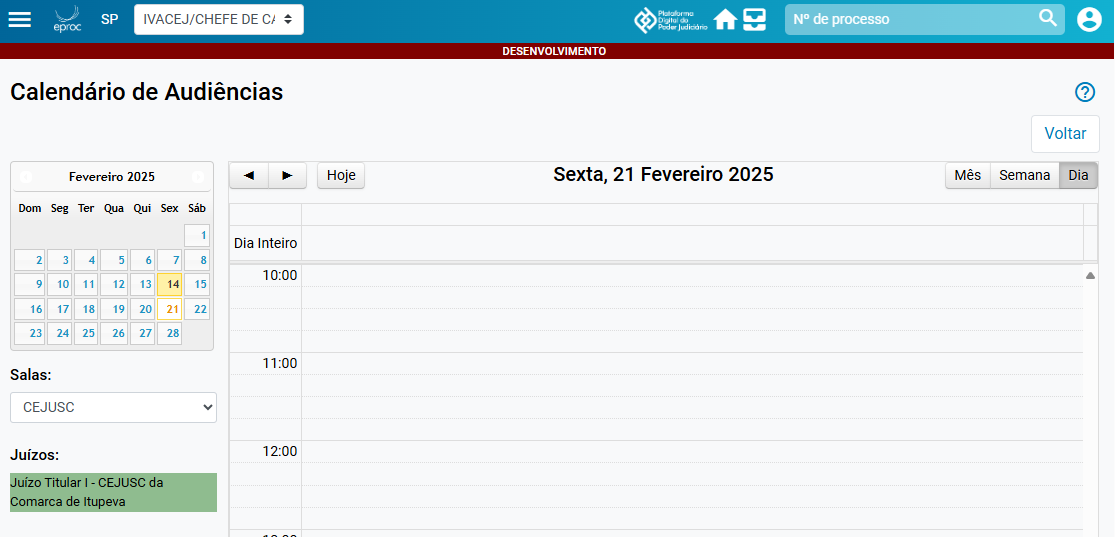 eproc
SP
IVACEJ/CHEFE DE CA
Plataforma
Digital do
Poder Judiciário
Nº de processo
DESENVOLVIMENTO
Calendário de Audiências
Voltar
Fevereiro 2025
Dom Seg Ter Qua Qui Sex Sáb
1
2 3 4 5 6 7 8
9 10 11 12 13 14 15
16 17 18 19 20 21 22
23 24 25 26 27 28
Salas:
CEJUSC
Juízos:
Juízo Titular I - CEJUSC da
Comarca de Itupeva
Hoje
Sexta, 21 Fevereiro 2025
Mês Semana Dia
Dia Inteiro
10:00
11:00
12:00